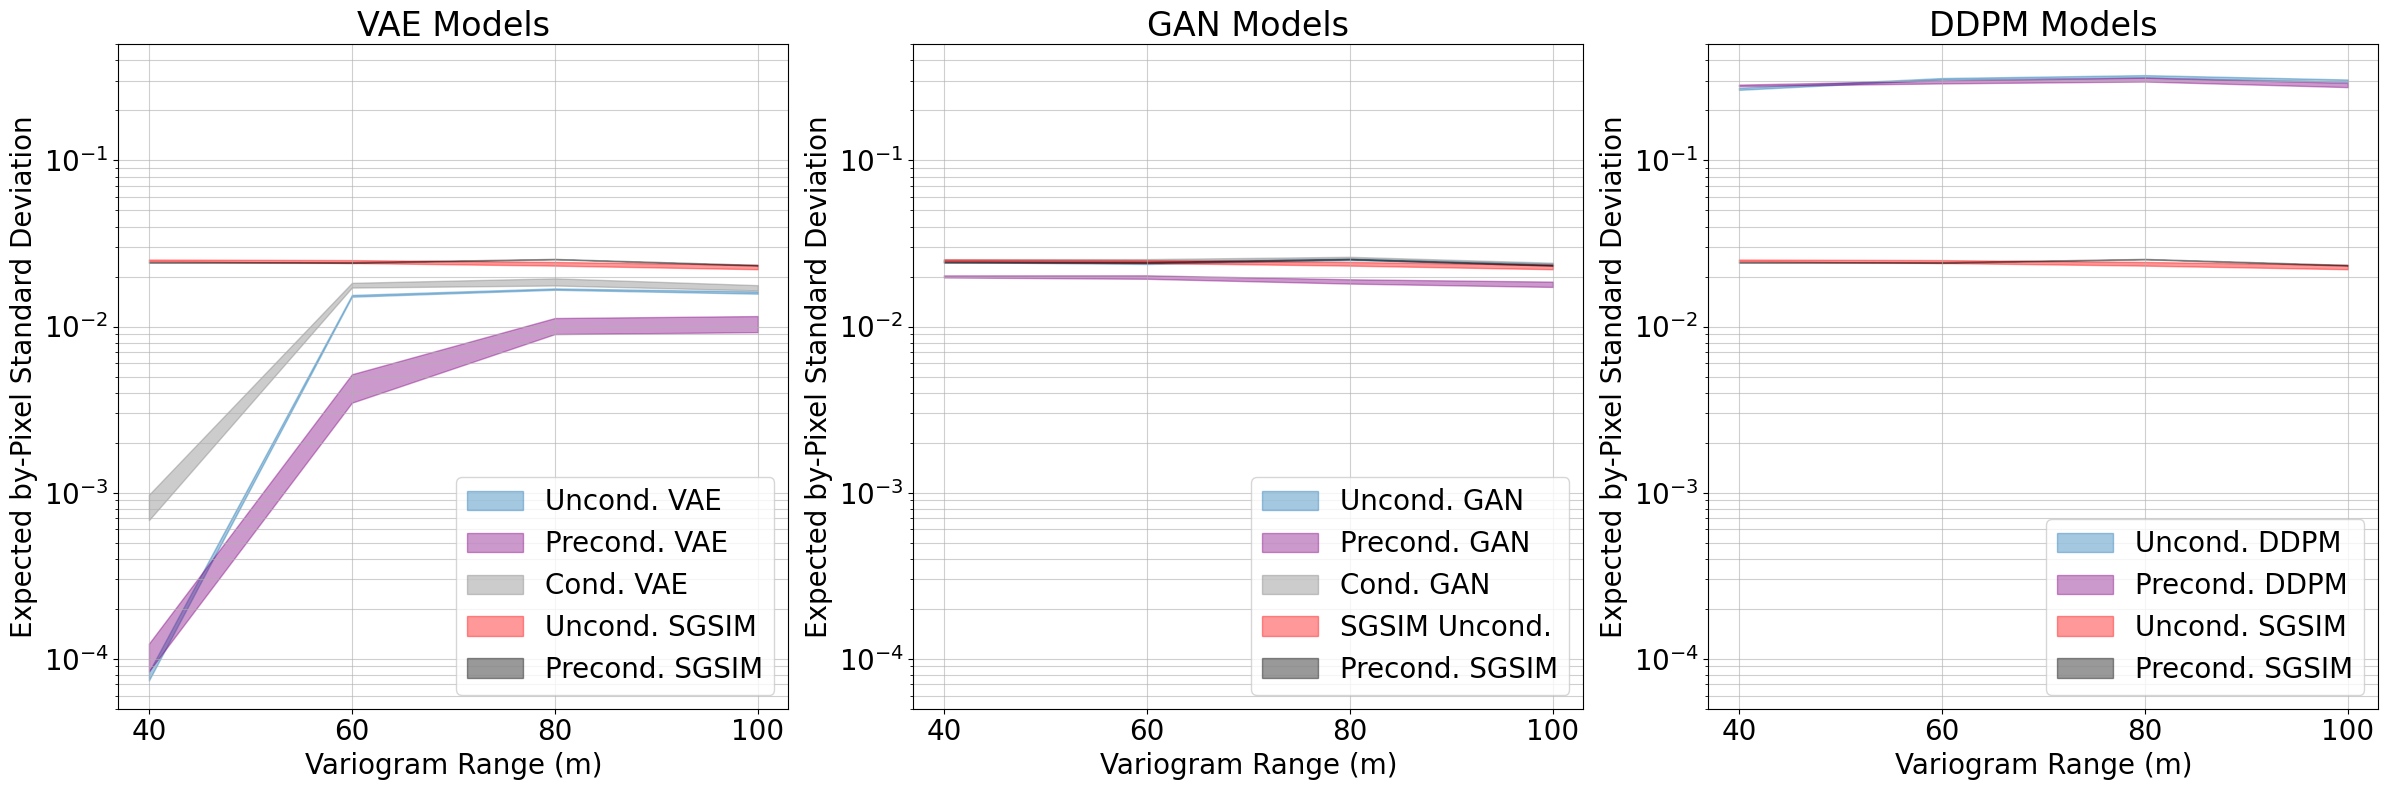 VAE Models
Expected by-Pixel Standard Deviation
10⁻¹
10⁻²
10⁻³
10⁻⁴
Uncond. VAE
Precond. VAE
Cond. VAE
Uncond. SGSIM
Precond. SGSIM
40 60 80 100
Variogram Range (m)
GAN Models
Expected by-Pixel Standard Deviation
10⁻¹
10⁻²
10⁻³
10⁻⁴
Uncond. GAN
Precond. GAN
Cond. GAN
SGSIM Uncond.
Precond. SGSIM
40 60 80 100
Variogram Range (m)
DDPM Models
Expected by-Pixel Standard Deviation
10⁻¹
10⁻²
10⁻³
10⁻⁴
Uncond. DDPM
Precond. DDPM
Uncond. SGSIM
Precond. SGSIM
40 60 80 100
Variogram Range (m)